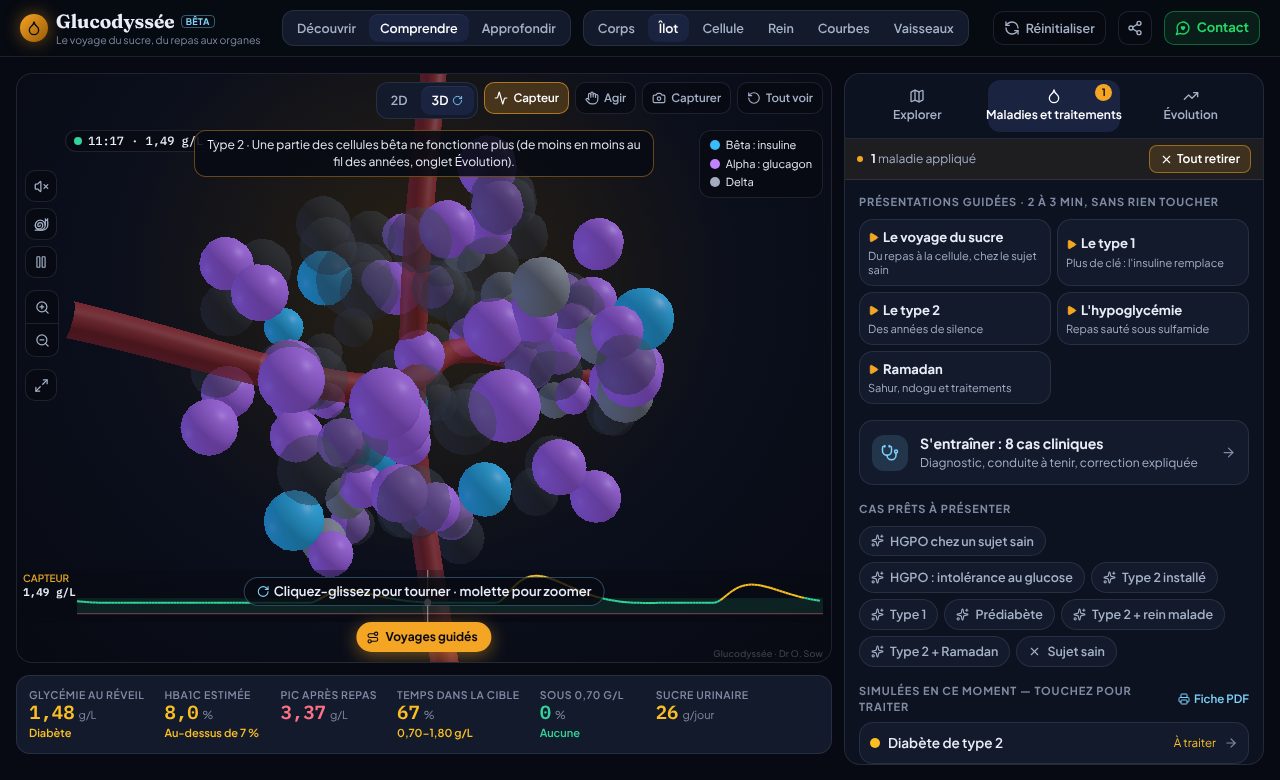 Glucodyssée BÊTA
Le voyage du sucre, du repas aux organes
Découvrir
Comprendre
Approfondir
Corps
Îlot
Cellule
Rein
Courbes
Vaisseaux
Réinitialiser
Contact
2D
3D
Capteur
Agir
Capturer
Tout voir
11:17 · 1,49 g/
Type 2 · Une partie des cellules bêta ne fonctionne plus (de moins en moins au
fil des années, onglet Évolution).
Bêta : insuline
Alpha : glucagon
Delta
CAPTEUR
1,49 g/L
Cliquez-glissez pour tourner · molette pour zoomer
Voyages guidés
Glucodyssée · Dr O. Sow
GLYCÉMIE AU RÉVEIL
1,48 g/L
Diabète
HBA1C ESTIMÉE
8,0 %
Au-dessus de 7 %
PIC APRÈS REPAS
3,37 g/L
TEMPS DANS LA CIBLE
67 %
0,70–1,80 g/L
SOUS 0,70 G/L
0 %
Aucune
SUCRE URINAIRE
26 g/jour
Explorer
Maladies et traitements
1
Évolution
1 maladie appliqué
Tout retirer
PRÉSENTATIONS GUIDÉES · 2 À 3 MIN, SANS RIEN TOUCHER
Le voyage du sucre
Du repas à la cellule, chez le sujet
sain
Le type 1
Plus de clé : l'insuline remplace
Le type 2
Des années de silence
L'hypoglycémie
Repas sauté sous sulfamide
Ramadan
Sahur, ndogu et traitements
S'entraîner : 8 cas cliniques
Diagnostic, conduite à tenir, correction expliquée
CAS PRÊTS À PRÉSENTER
HGPO chez un sujet sain
HGPO : intolérance au glucose
Type 2 installé
Type 1
Prédiabète
Type 2 + rein malade
Type 2 + Ramadan
Sujet sain
SIMULÉES EN CE MOMENT — TOUCHEZ POUR
TRAITER
Fiche PDF
Diabète de type 2
À traiter